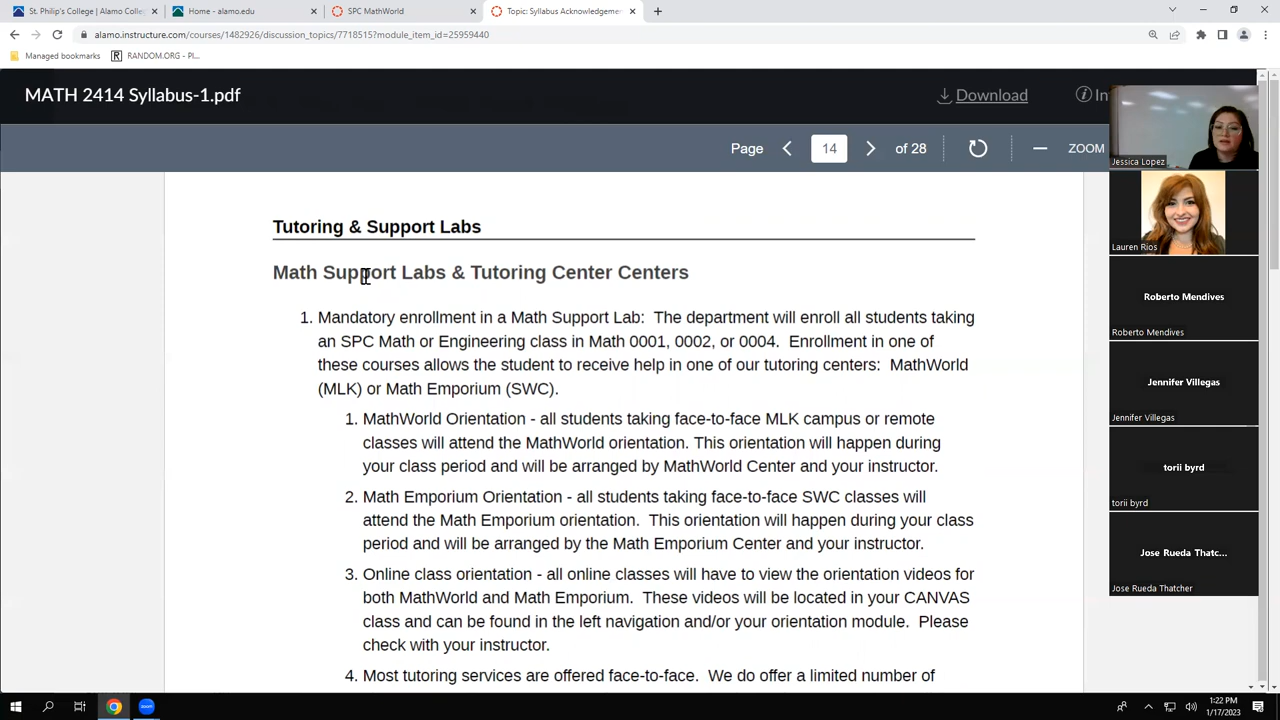 St. Philip's College | Alamo Colle
Home - alamo.edu
SPC MathWorld
Topic: Syllabus Acknowledgemen
alamo.instructure.com/courses/1482926/discussion_topics/7718515?module_item_id=25959440
Managed bookmarks
RANDOM.ORG - Pl...
MATH 2414 Syllabus-1.pdf
Download
In
Page 14 of 28
ZOOM
Tutoring & Support Labs
Math Support Labs & Tutoring Center Centers
1. Mandatory enrollment in a Math Support Lab: The department will enroll all students taking
an SPC Math or Engineering class in Math 0001, 0002, or 0004. Enrollment in one of
these courses allows the student to receive help in one of our tutoring centers: MathWorld
(MLK) or Math Emporium (SWC).
1. MathWorld Orientation - all students taking face-to-face MLK campus or remote
classes will attend the MathWorld orientation. This orientation will happen during
your class period and will be arranged by MathWorld Center and your instructor.
2. Math Emporium Orientation - all students taking face-to-face SWC classes will
attend the Math Emporium orientation. This orientation will happen during your class
period and will be arranged by the Math Emporium Center and your instructor.
3. Online class orientation - all online classes will have to view the orientation videos for
both MathWorld and Math Emporium. These videos will be located in your CANVAS
class and can be found in the left navigation and/or your orientation module. Please
check with your instructor.
4. Most tutoring services are offered face-to-face. We do offer a limited number of
Jessica Lopez
Lauren Rios
Roberto Mendives
Roberto Mendives
Jennifer Villegas
Jennifer Villegas
torii byrd
torii byrd
Jose Rueda Thatc...
Jose Rueda Thatcher
1:22 PM
1/17/2023